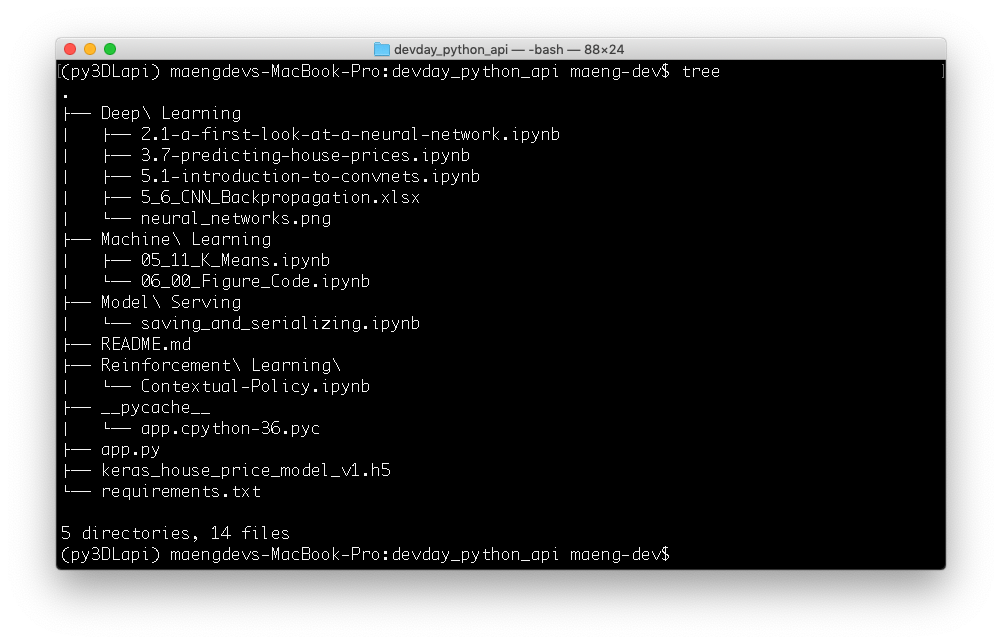 devday_python_api — -bash — 88×24
(py3DLapi) maengdevs-MacBook-Pro:devday_python_api maeng-dev$ tree
.
├── Deep\ Learning
│   ├── 2.1-a-first-look-at-a-neural-network.ipynb
│   ├── 3.7-predicting-house-prices.ipynb
│   ├── 5.1-introduction-to-convnets.ipynb
│   ├── 5_6_CNN_Backpropagation.xlsx
│   └── neural_networks.png
├── Machine\ Learning
│   ├── 05_11_K_Means.ipynb
│   └── 06_00_Figure_Code.ipynb
├── Model\ Serving
│   └── saving_and_serializing.ipynb
├── README.md
├── Reinforcement\ Learning\
│   └── Contextual-Policy.ipynb
├── __pycache__
│   └── app.cpython-36.pyc
├── app.py
├── keras_house_price_model_v1.h5
└── requirements.txt
5 directories, 14 files
(py3DLapi) maengdevs-MacBook-Pro:devday_python_api maeng-dev$